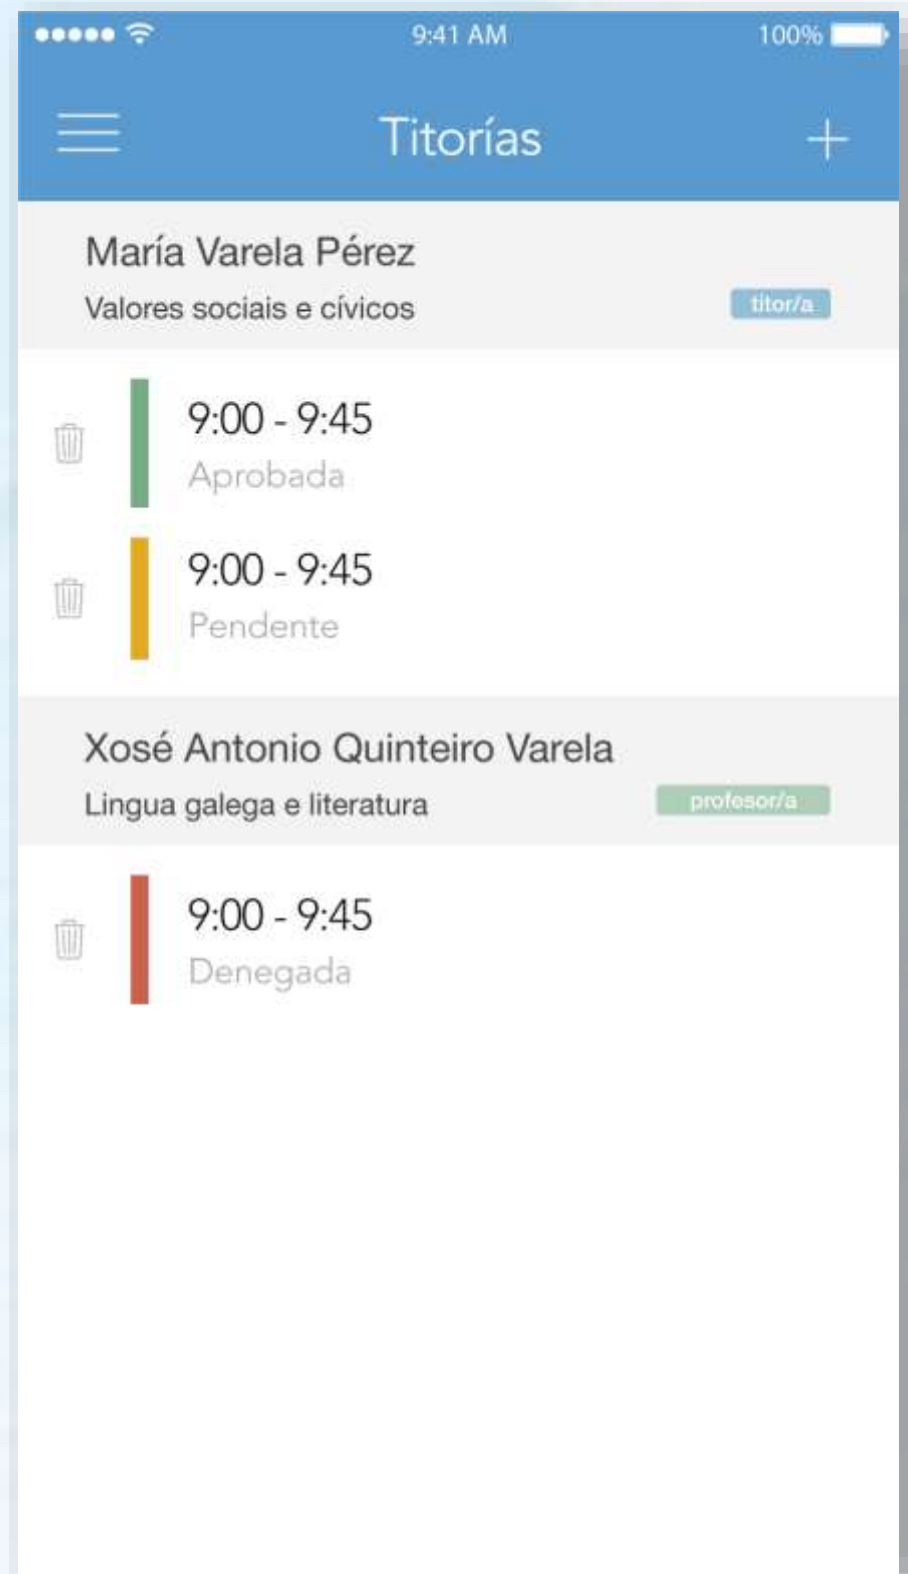 9:41 AM 100%
Titorías
María Varela Pérez
Valores sociais e cívicos titor/a
9:00 - 9:45
Aprobada
9:00 - 9:45
Pendente
Xosé Antonio Quinteiro Varela
Lingua galega e literatura profesor/a
9:00 - 9:45
Denegada